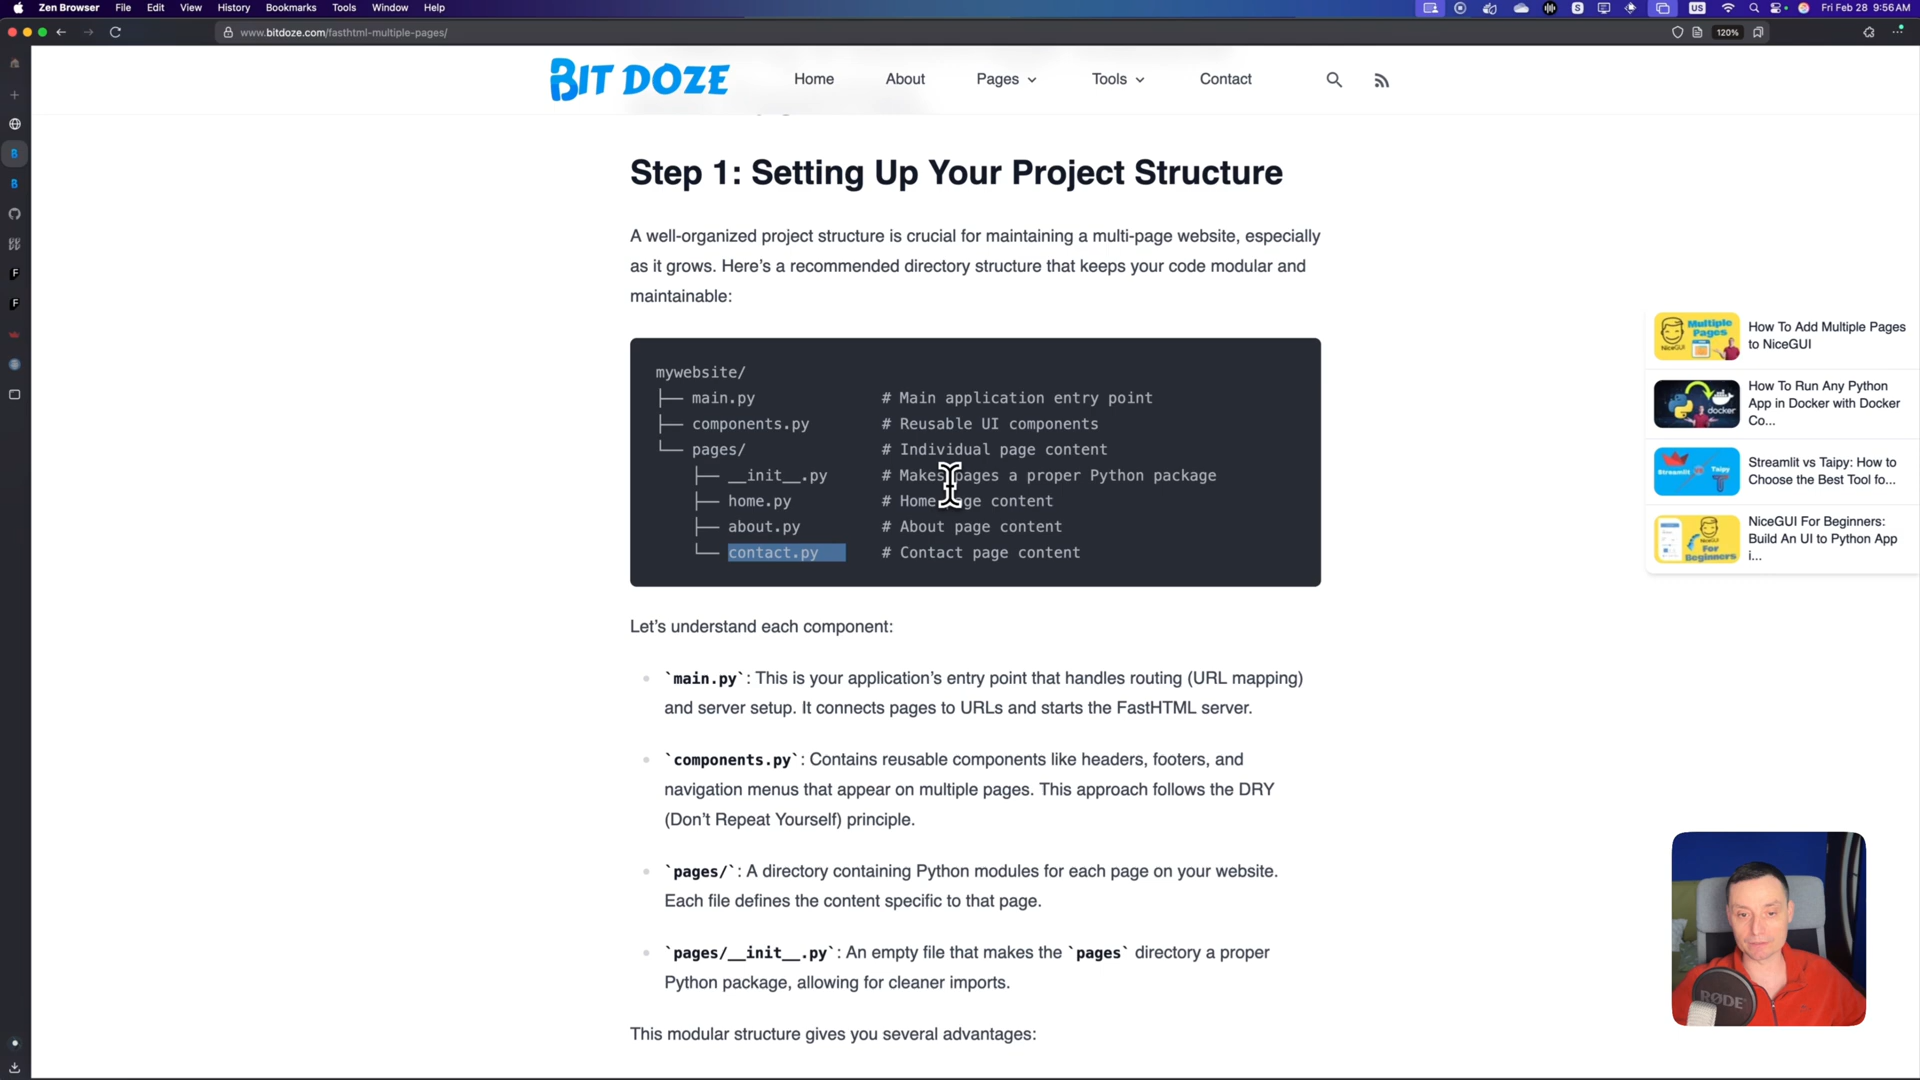 Zen Browser File Edit View History Bookmarks Tools Window Help
US
Fri Feb 28 9:56 AM
www.bitdoze.com/fasthtml-multiple-pages/
120%
BIT DOZE
Home About Pages Tools Contact
Step 1: Setting Up Your Project Structure
A well-organized project structure is crucial for maintaining a multi-page website, especially
as it grows. Here’s a recommended directory structure that keeps your code modular and
maintainable:
mywebsite/
├── main.py # Main application entry point
├── components.py # Reusable UI components
└── pages/ # Individual page content
├── __init__.py # Makes pages a proper Python package
├── home.py # Home page content
├── about.py # About page content
└── contact.py # Contact page content
Let’s understand each component:
`main.py`: This is your application’s entry point that handles routing (URL mapping)
and server setup. It connects pages to URLs and starts the FastHTML server.
`components.py`: Contains reusable components like headers, footers, and
navigation menus that appear on multiple pages. This approach follows the DRY
(Don’t Repeat Yourself) principle.
`pages/`: A directory containing Python modules for each page on your website.
Each file defines the content specific to that page.
`pages/__init__.py`: An empty file that makes the `pages` directory a proper
Python package, allowing for cleaner imports.
This modular structure gives you several advantages:
Multiple
Pages
NiceGUI
How To Add Multiple Pages
to NiceGUI
docker
How To Run Any Python
App in Docker with Docker
Co...
Streamlit
Taipy
Streamlit vs Taipy: How to
Choose the Best Tool fo...
NiceGUI
For
Beginners
NiceGUI For Beginners:
Build An UI to Python App
i...
RØDE